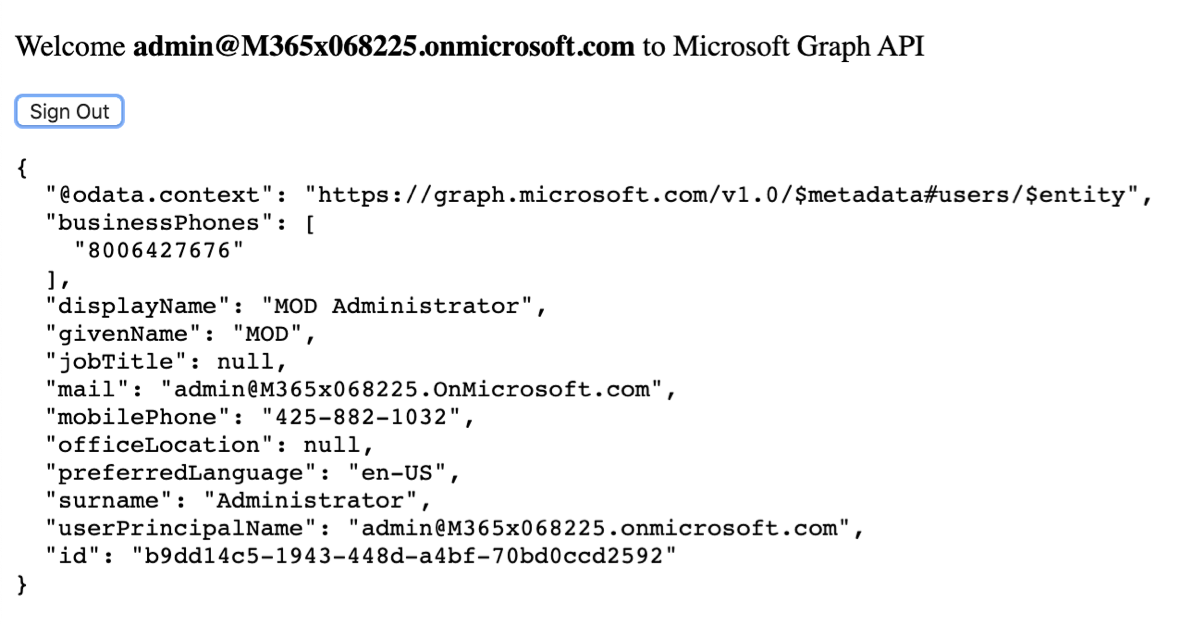 Welcome admin@M365x068225.onmicrosoft.com to Microsoft Graph API
Sign Out
{
  "@odata.context": "https://graph.microsoft.com/v1.0/$metadata#users/$entity",
  "businessPhones": [
    "8006427676"
  ],
  "displayName": "MOD Administrator",
  "givenName": "MOD",
  "jobTitle": null,
  "mail": "admin@M365x068225.OnMicrosoft.com",
  "mobilePhone": "425-882-1032",
  "officeLocation": null,
  "preferredLanguage": "en-US",
  "surname": "Administrator",
  "userPrincipalName": "admin@M365x068225.onmicrosoft.com",
  "id": "b9dd14c5-1943-448d-a4bf-70bd0ccd2592"
}